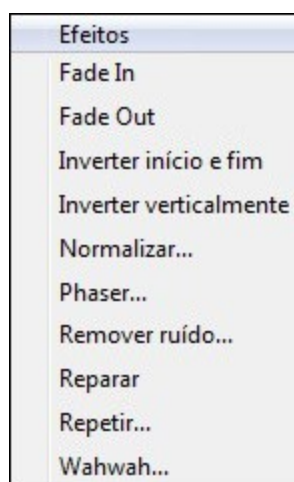 Efeitos
Fade In
Fade Out
Inverter início e fim
Inverter verticalmente
Normalizar...
Phaser...
Remover ruído...
Reparar
Repetir...
Wahwah...